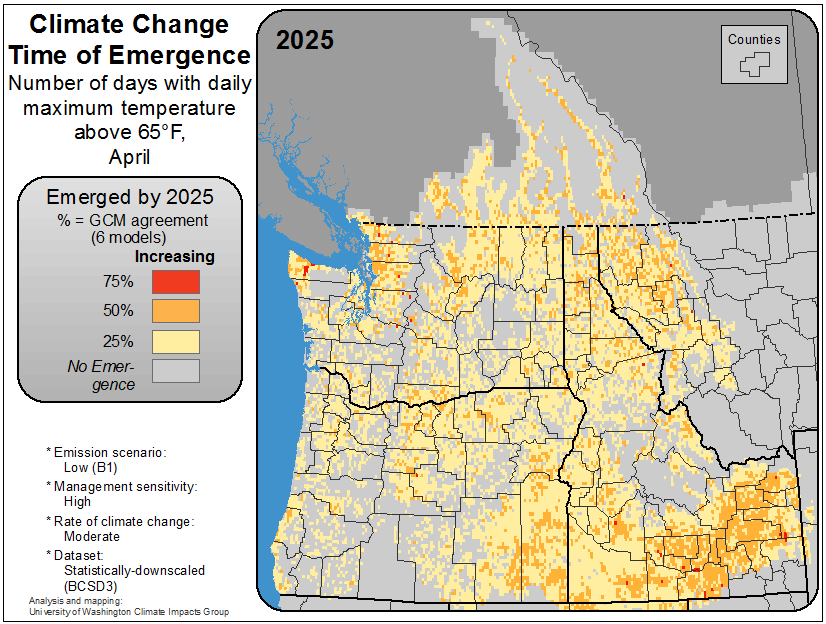 Climate Change
Time of Emergence
Number of days with daily
maximum temperature
above 65°F,
April
Emerged by 2025
% = GCM agreement
(6 models)
Increasing
75%
50%
25%
No Emer-
gence
* Emission scenario:
Low (B1)
* Management sensitivity:
High
* Rate of climate change:
Moderate
* Dataset:
Statistically-downscaled
(BCSD3)
Analysis and mapping:
University of Washington Climate Impacts Group
2025
Counties